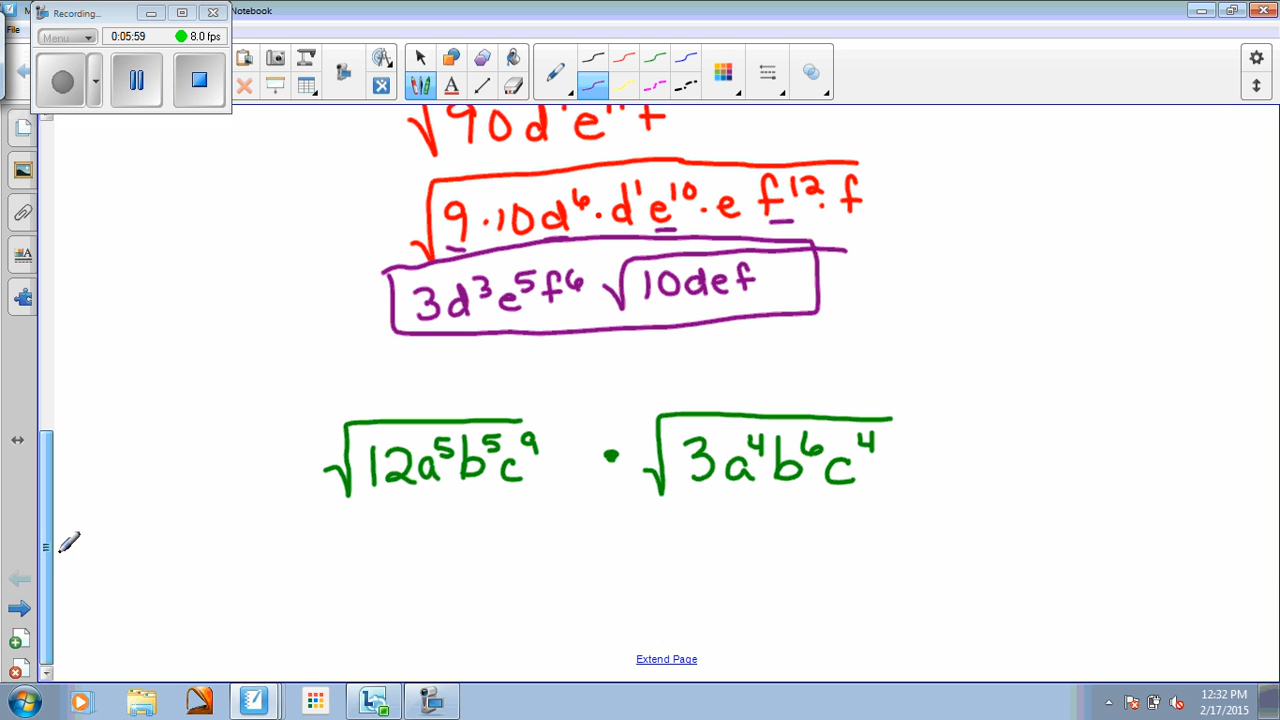 Recording...
Notebook
Menu 0:05:59 8.0 fps
√90d e
√9·10d⁶·d¹e¹⁰·e f¹²·f
3d³e⁵f⁶ √10def
√12a⁵b⁵c⁹ · √3a⁴b⁶c⁴
Extend Page
12:32 PM
2/17/2015